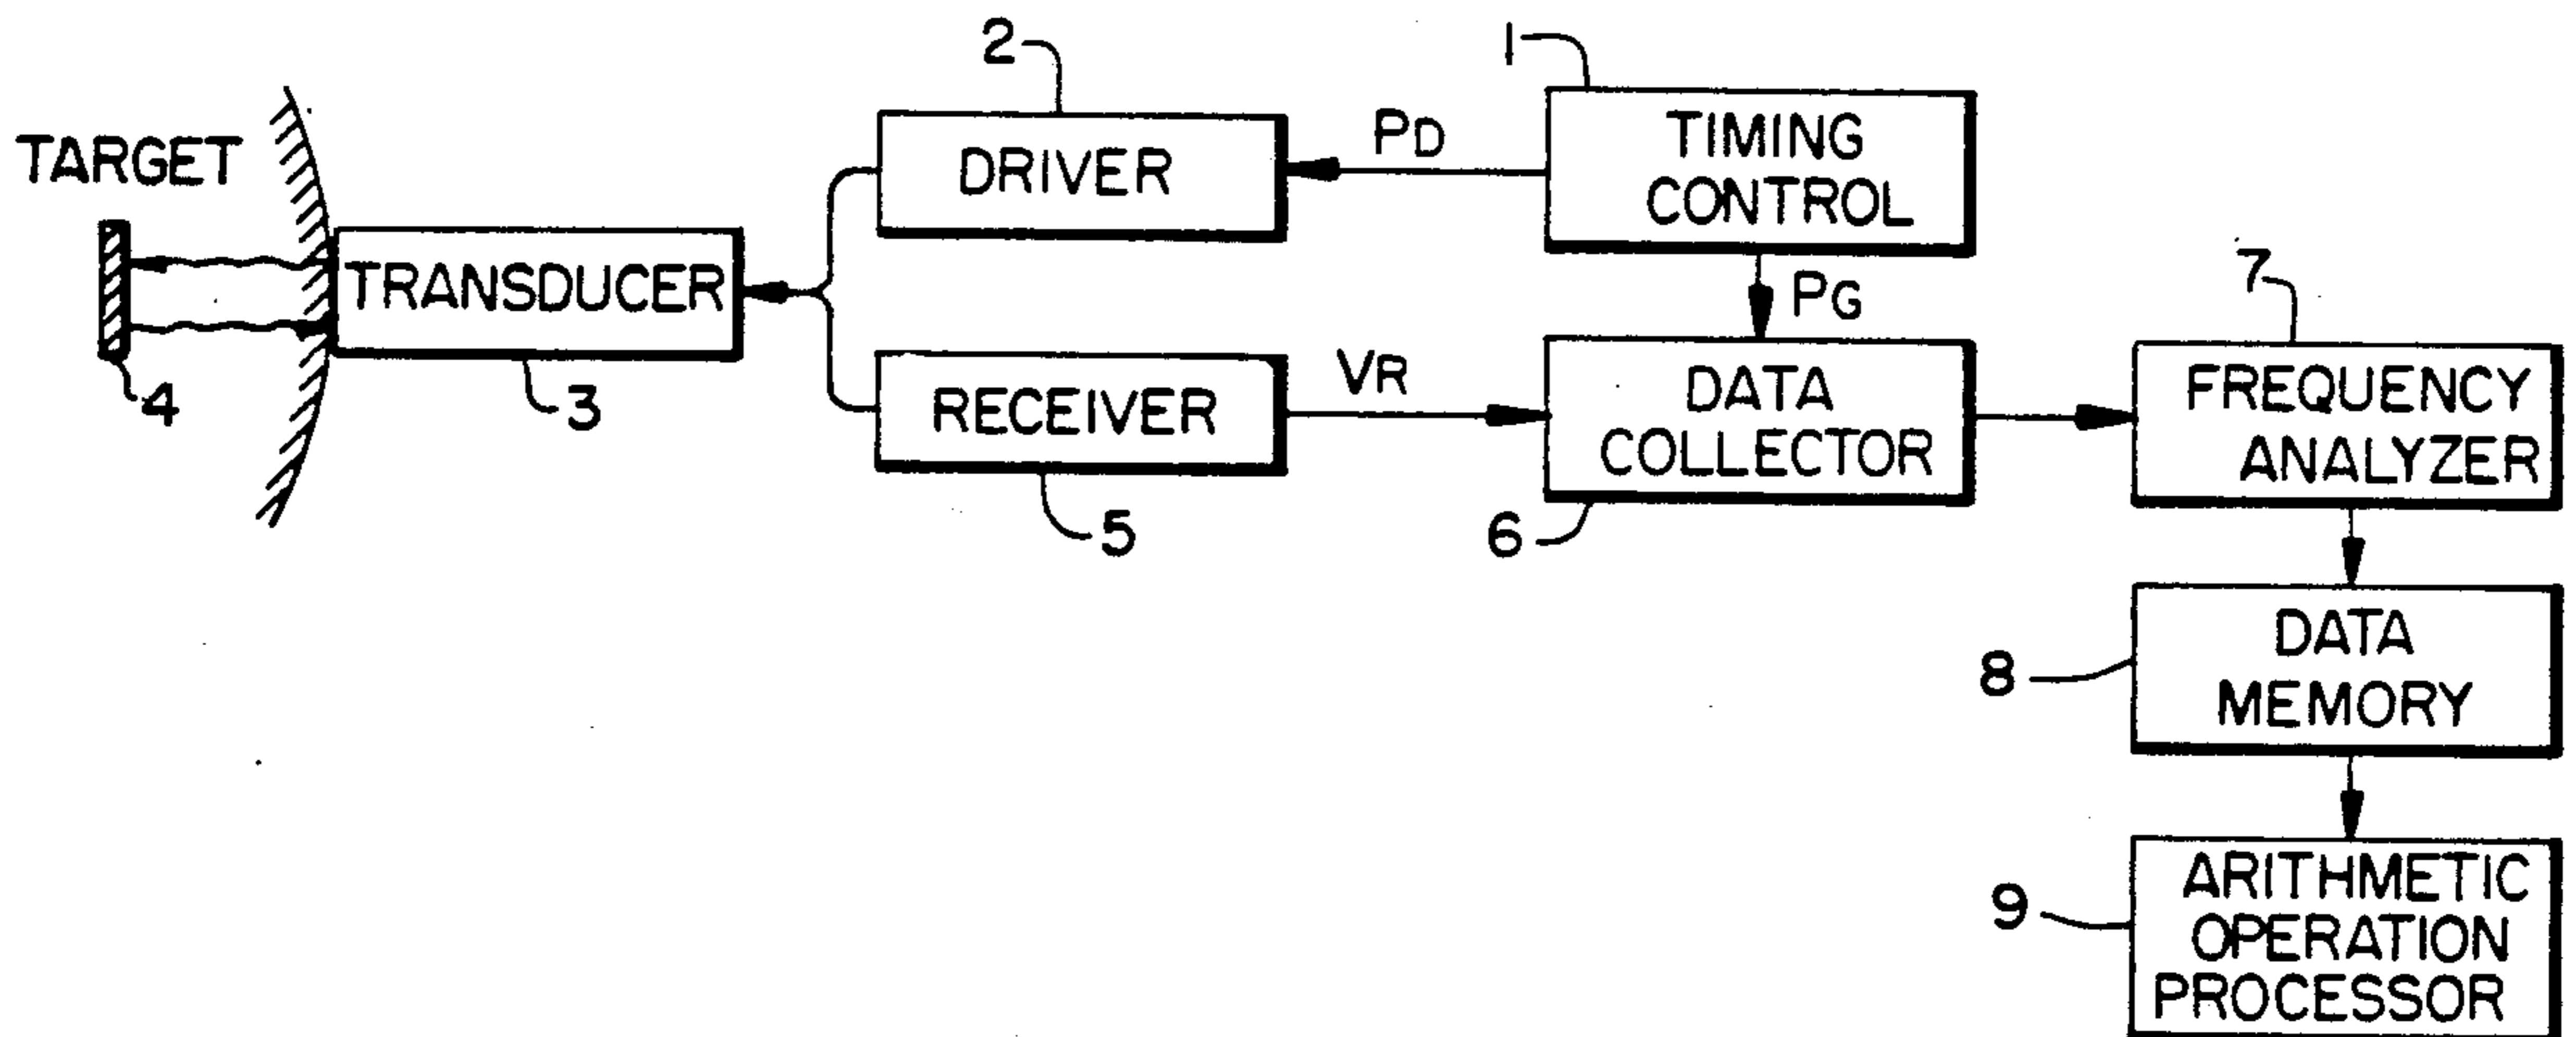 2
1
TARGET
DRIVER
PD
TIMING
CONTROL
TRANSDUCER
PG
7
4
3
RECEIVER
VR
DATA
COLLECTOR
FREQUENCY
ANALYZER
5
6
8
DATA
MEMORY
9
ARITHMETIC
OPERATION
PROCESSOR